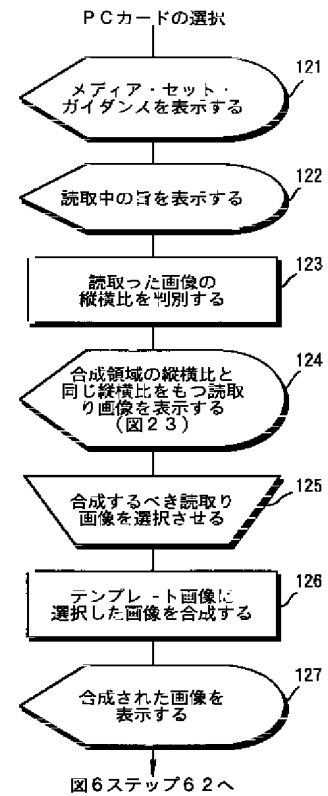 PCカードの選択
121
メディア・セット・
ガイダンスを表示する
122
読取中の旨を表示する
123
読取った画像の
縦横比を判別する
124
合成領域の縦横比と
同じ縦横比をもつ読取
り画像を表示する
(図23)
125
合成するべき読取り
画像を選択させる
126
テンプレート画像に
選択した画像を合成する
127
合成された画像を
表示する
図6ステップ62へ